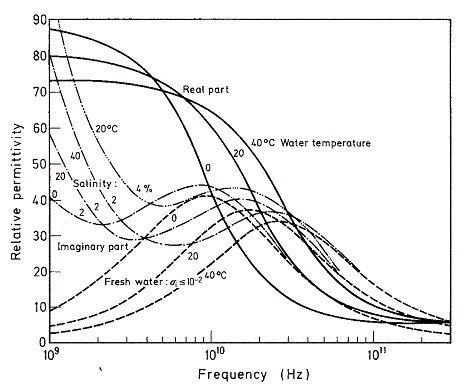 Relative permittivity
90
80
70
60
50
40
30
20
10
0
Real part
40°C Water temperature
20
0
20°C
40
20
0
Salinity:
4%
2
2
2
0
Imaginary part
20
40°C
Fresh water: σᵢ≤10⁻²
10⁹
10¹⁰
10¹¹
Frequency (Hz)